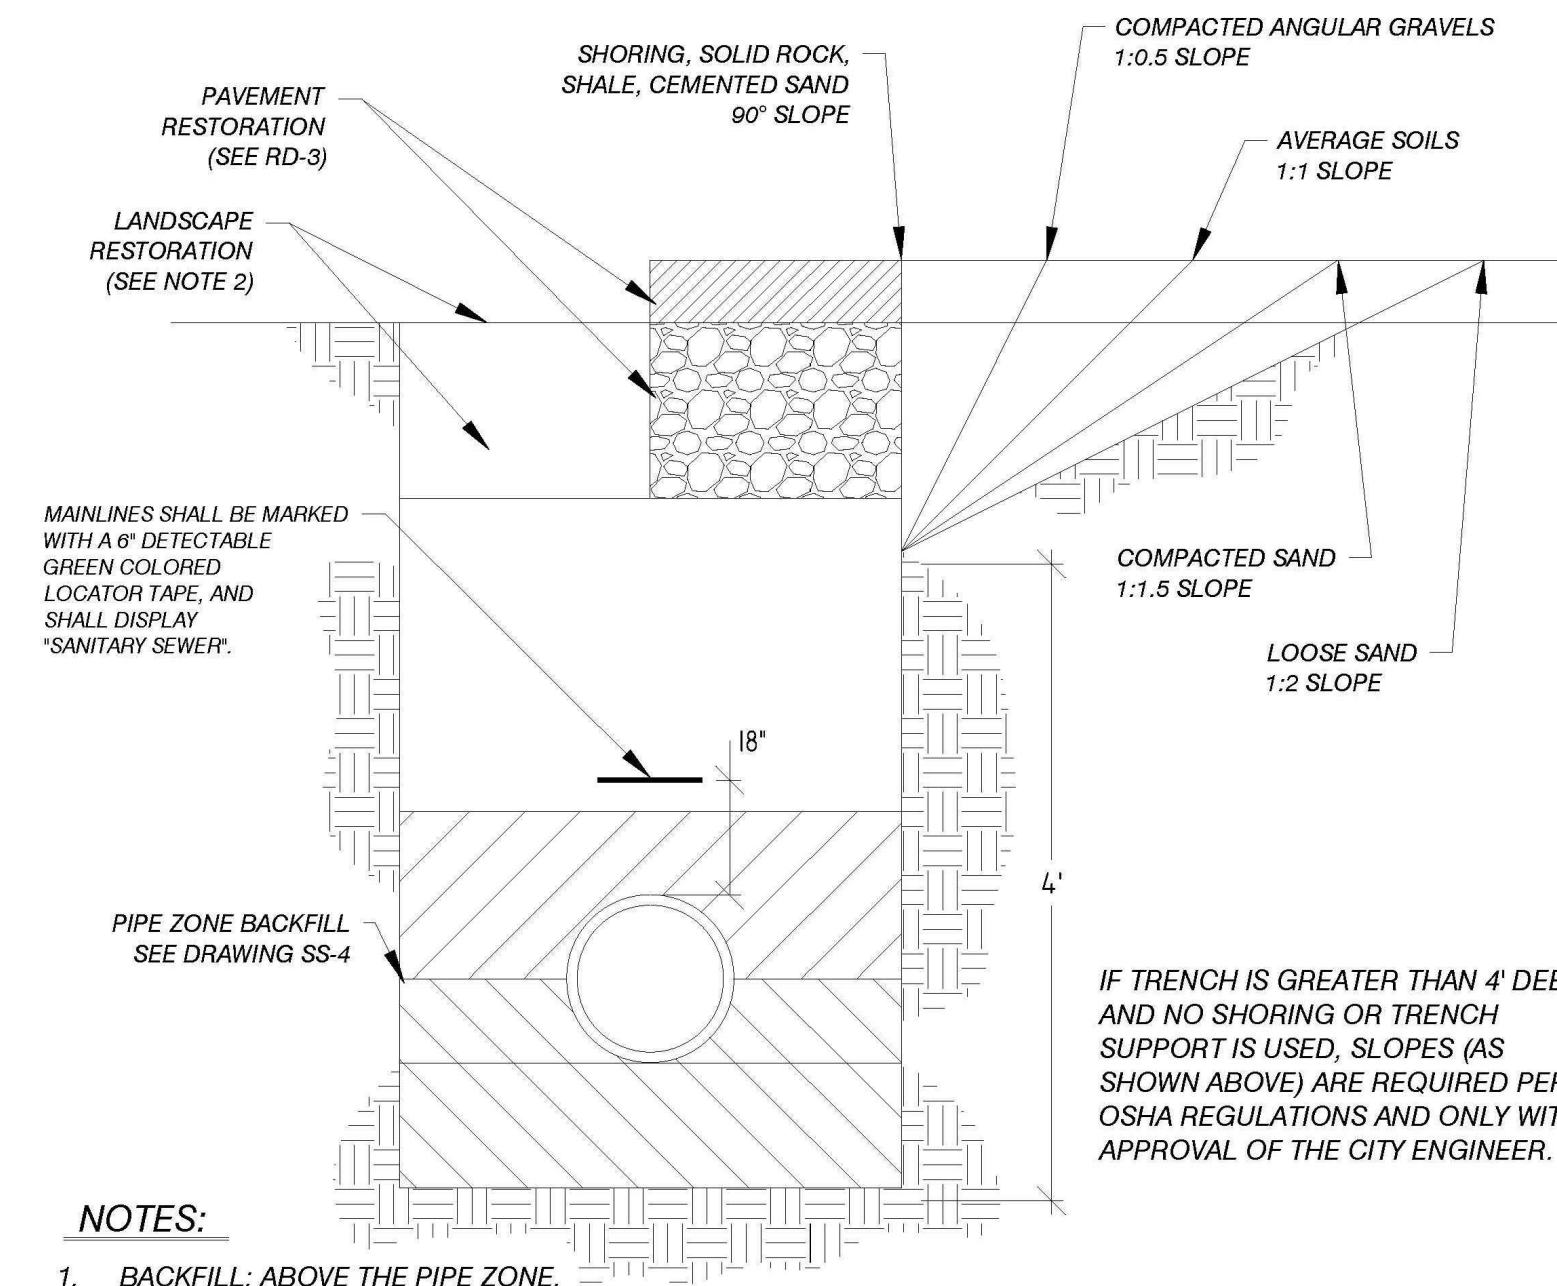 COMPACTED ANGULAR GRAVELS
1:0.5 SLOPE
SHORING, SOLID ROCK,
SHALE, CEMENTED SAND
90° SLOPE
PAVEMENT
RESTORATION
(SEE RD-3)
AVERAGE SOILS
1:1 SLOPE
LANDSCAPE
RESTORATION
(SEE NOTE 2)
MAINLINES SHALL BE MARKED
WITH A 6" DETECTABLE
GREEN COLORED
LOCATOR TAPE, AND
SHALL DISPLAY
"SANITARY SEWER".
COMPACTED SAND
1:1.5 SLOPE
LOOSE SAND
1:2 SLOPE
18"
4'
PIPE ZONE BACKFILL
SEE DRAWING SS-4
IF TRENCH IS GREATER THAN 4'
AND NO SHORING OR TRENCH
SUPPORT IS USED, SLOPES (AS
SHOWN ABOVE) ARE REQUIRED
OSHA REGULATIONS AND ONLY
APPROVAL OF THE CITY ENGINEER.
NOTES:
1. BACKFILL: ABOVE THE PIPE ZONE,